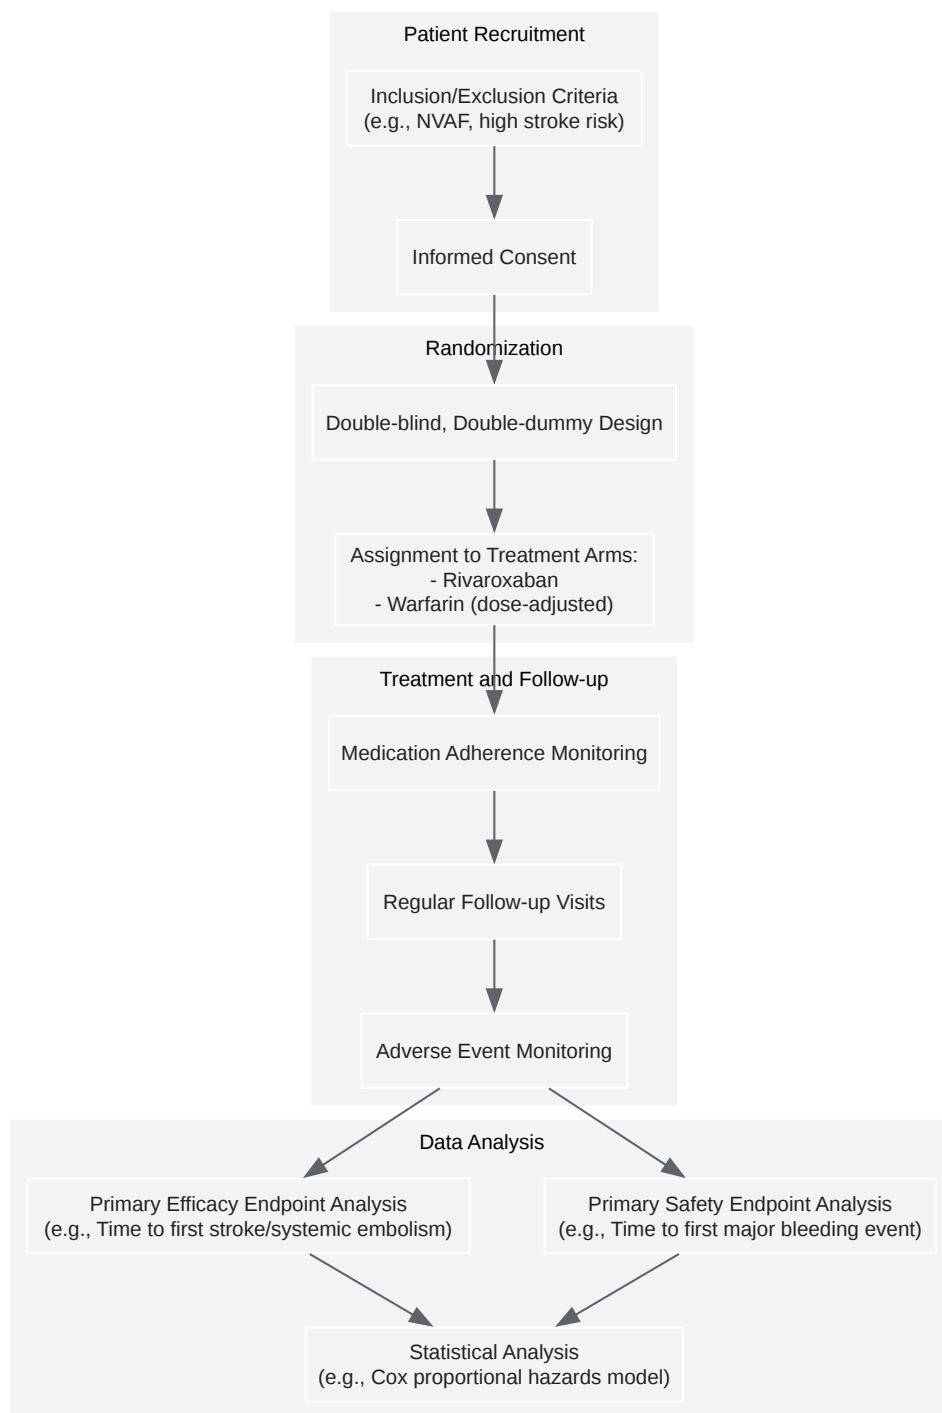 Patient Recruitment
Inclusion/Exclusion Criteria
(e.g., NVAF, high stroke risk)
Informed Consent
Randomization
Double-blind, Double-dummy Design
Assignment to Treatment Arms:
- Rivaroxaban
- Warfarin (dose-adjusted)
Treatment and Follow-up
Medication Adherence Monitoring
Regular Follow-up Visits
Adverse Event Monitoring
Data Analysis
Primary Efficacy Endpoint Analysis
(e.g., Time to first stroke/systemic embolism)
Primary Safety Endpoint Analysis
(e.g., Time to first major bleeding event)
Statistical Analysis
(e.g., Cox proportional hazards model)